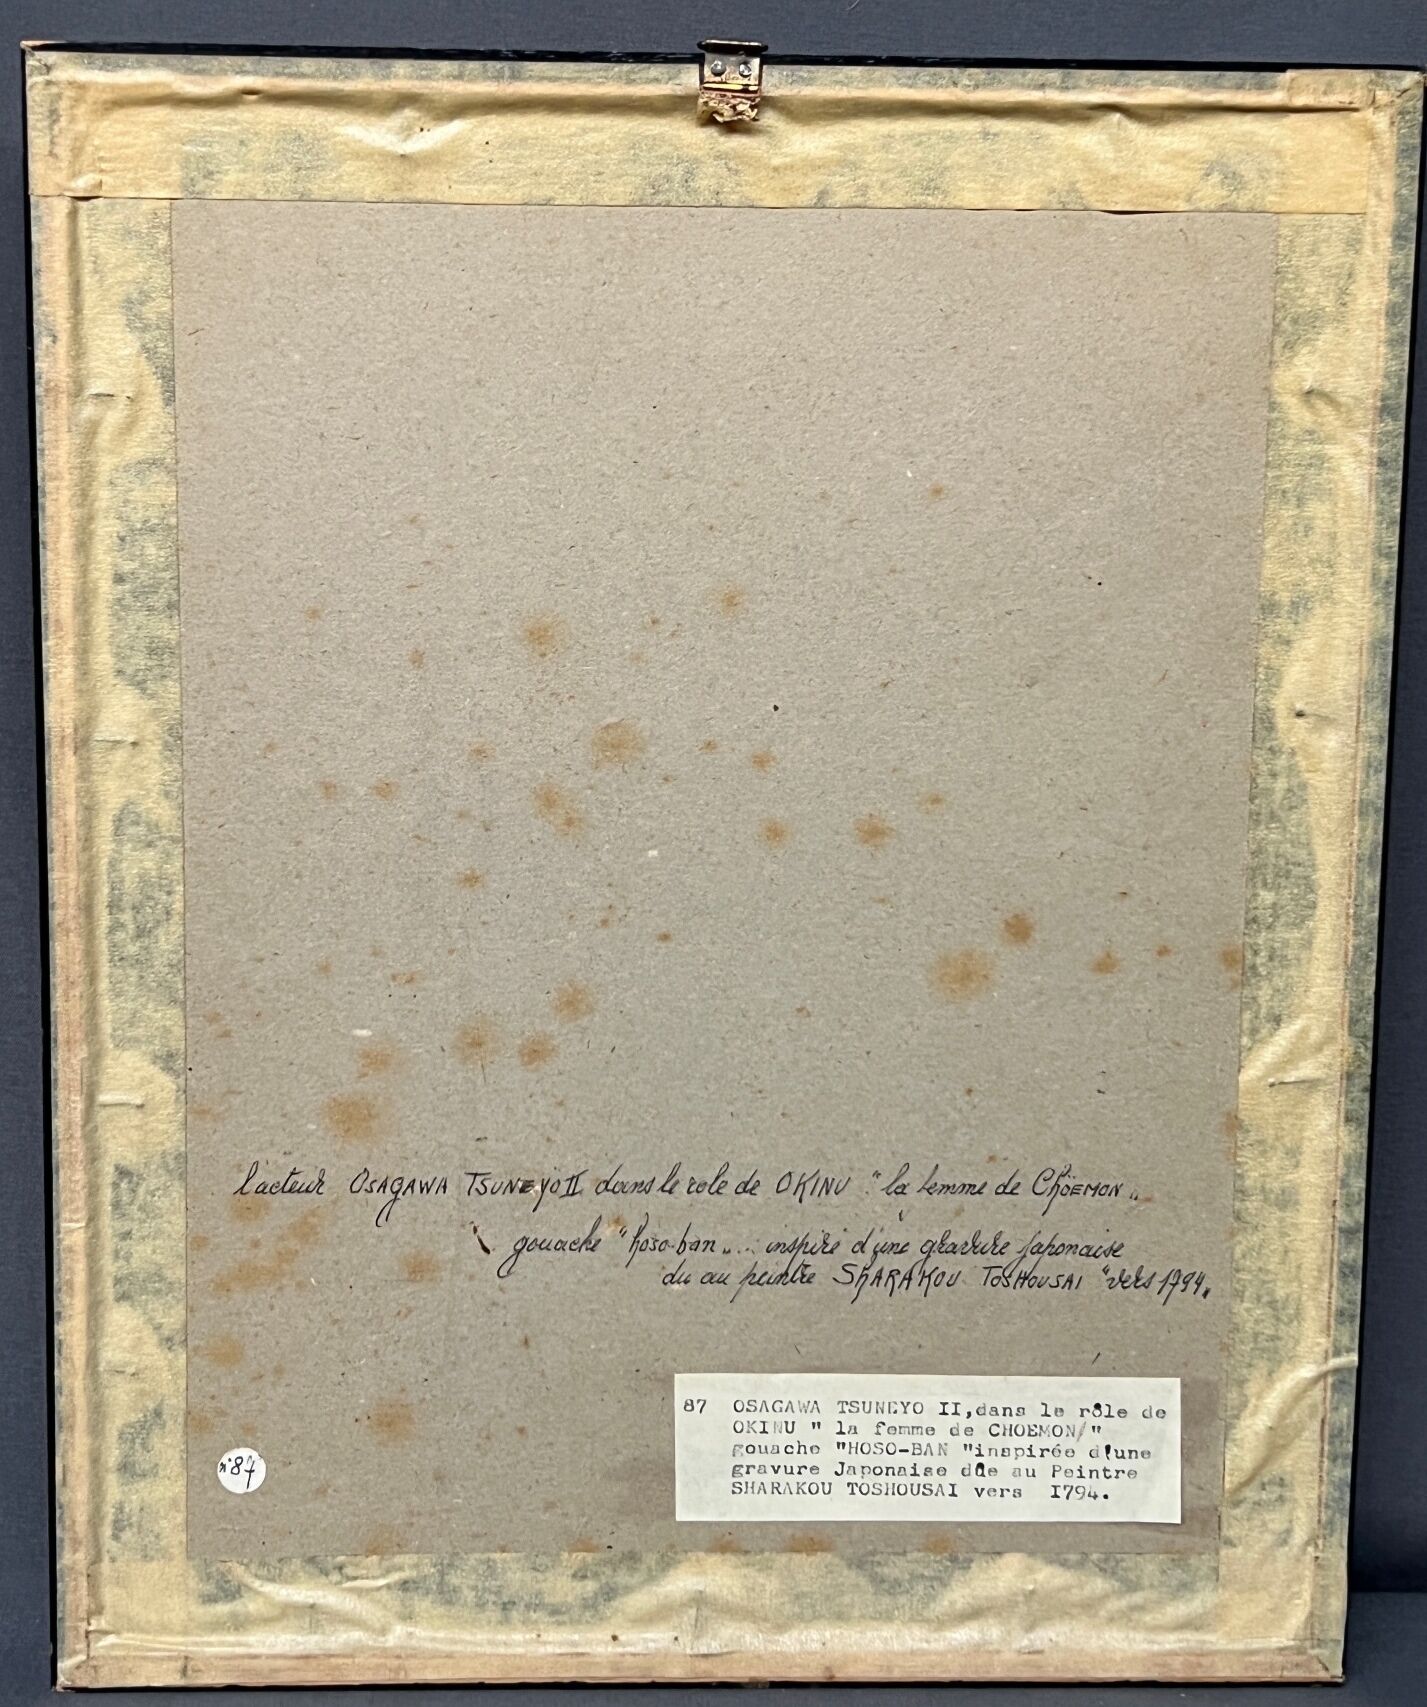 l'acteur OSAGAWA TSUNEYO II dans le role de OKINU "la femme de CHÖEMON"
gouache "hoso-ban"... inspiré d'une gravure japonaise
du au peintre SHARAKOU TOSHOUSAI "vers 1794"
87 OSAGAWA TSUNEYO II,dans le rôle de
OKINU " la femme de CHOEMON/"
gouache "HOSO-BAN "inspirée d'une
gravure Japonaise dûe au Peintre
SHARAKOU TOSHOUSAI vers I794.
n°87